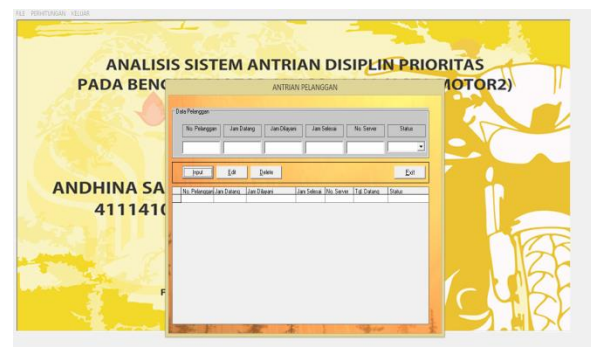 FILE PERHITUNGAN KELUAR
ANALISIS SISTEM ANTRIAN DISIPLIN PRIORITAS
PADA BENG
MOTOR2)
ANTRIAN PELANGGAN
Data Pelanggan
No. Pelanggan Jam Datang Jam Dilayani Jam Selesai No. Server Status
Input Edit Delete Exit
No. Pelanggan Jam Datang Jam Dilayani Jam Selesai No. Server Tgl. Datang Status
ANDHINA SA
411141
F